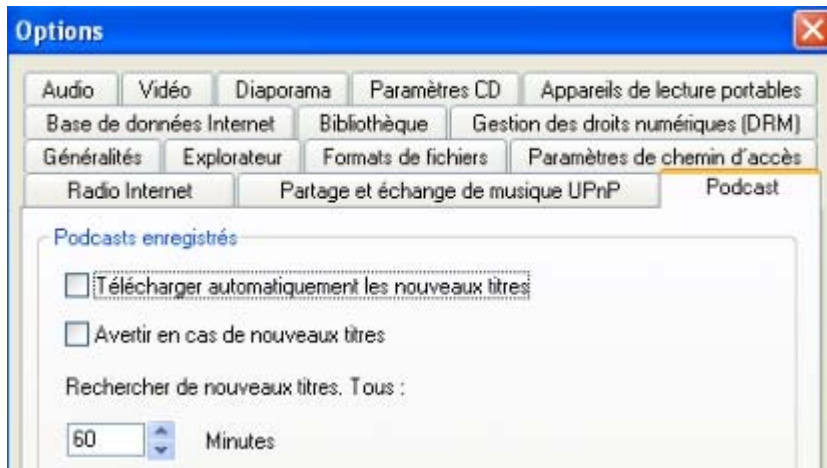 Options
Audio Vidéo Diaporama Paramètres CD Appareils de lecture portables
Base de données Internet Bibliothèque Gestion des droits numériques (DRM)
Généralités Explorateur Formats de fichiers Paramètres de chemin d'accès
Radio Internet Partage et échange de musique UPnP Podcast
Podcasts enregistrés
Télécharger automatiquement les nouveaux titres
Avertir en cas de nouveaux titres
Rechercher de nouveaux titres. Tous :
60 Minutes